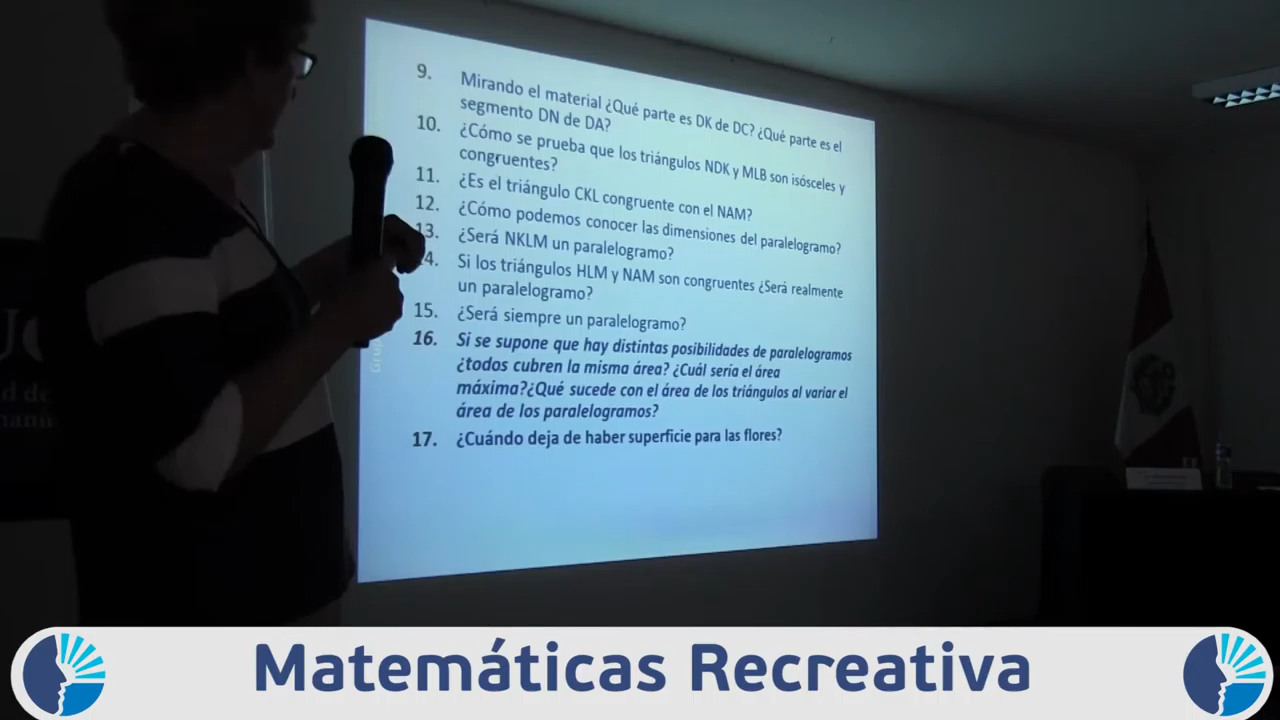 9. Mirando el material ¿Qué parte es DK de DC? ¿Qué parte es el
segmento DN de DA?
10. ¿Cómo se prueba que los triángulos NDK y MLB son isósceles y
congruentes?
11. ¿Es el triángulo CKL congruente con el NAM?
12. ¿Cómo podemos conocer las dimensiones del paralelogramo?
13. ¿Será NKLM un paralelogramo?
4. Si los triángulos HLM y NAM son congruentes ¿Será realmente
un paralelogramo?
15. ¿Será siempre un paralelogramo?
16. Si se supone que hay distintas posibilidades de paralelogramos
¿todas cubren la misma área? ¿Cuál sería el área
máxima?¿Qué sucede con el área de los triángulos al variar el
área de los paralelogramos?
17. ¿Cuándo deja de haber superficie para las flores?
Matemáticas Recreativa